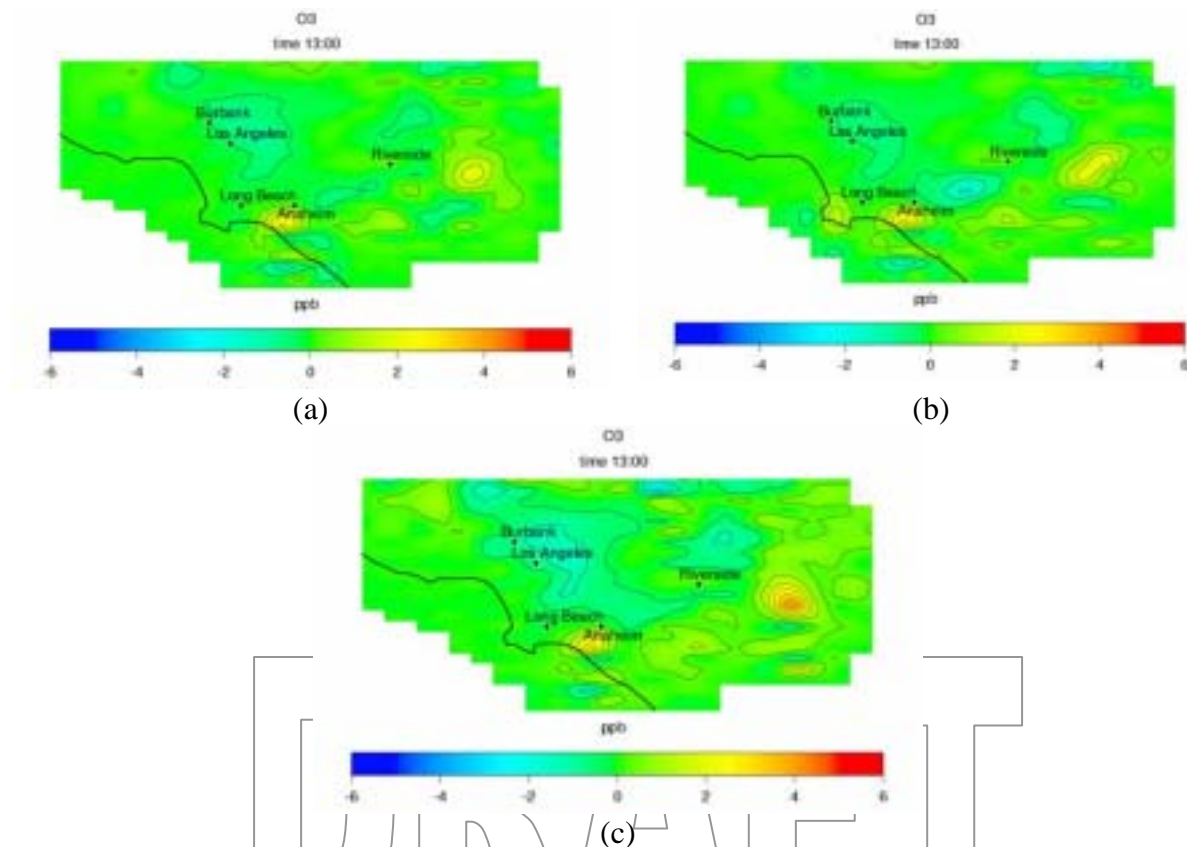 O3
time 13:00
Burbank
Los Angeles
Riverside
Long Beach
Anaheim
ppb
-6 -4 -2 0 2 4 6
(a)
O3
time 13:00
Burbank
Los Angeles
Riverside
Long Beach
Anaheim
ppb
-6 -4 -2 0 2 4 6
(b)
O3
time 13:00
Burbank
Los Angeles
Riverside
Long Beach
Anaheim
ppb
-6 -4 -2 0 2 4 6
(c)
DRAFT